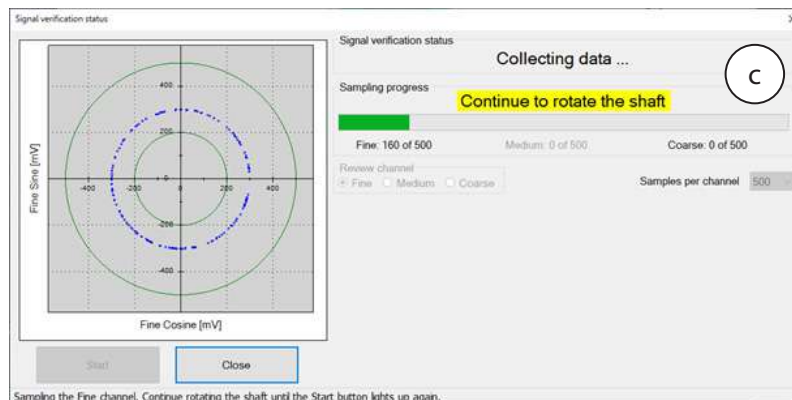 Signal verification status
X
Signal verification status
Collecting data ...
C
Sampling progress
Continue to rotate the shaft
Fine: 160 of 500
Medium: 0 of 500
Coarse: 0 of 500
Review channel
Fine
Medium
Coarse
Samples per channel
500
400
200
0
-400
-200
0
200
400
-200
-400
Fine Sine [mV]
Fine Cosine [mV]
Start
Close
Sampling the Fine channel. Continue rotating the shaft until the Start button lights up again.